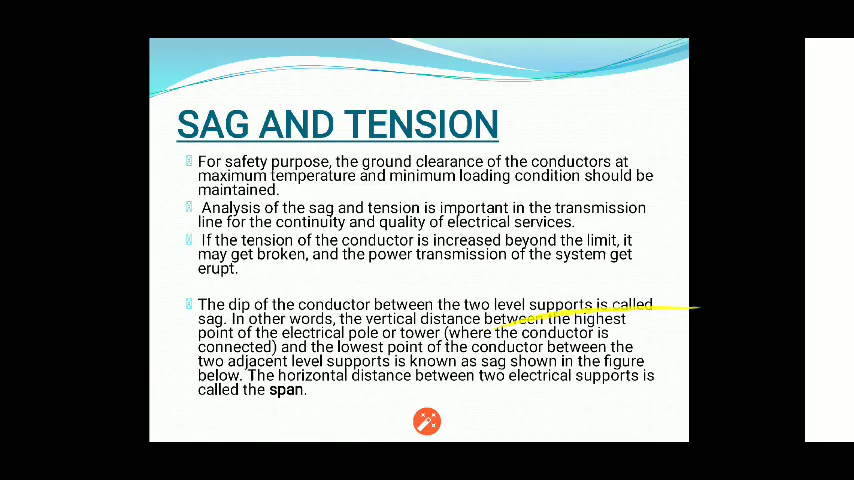 SAG AND TENSION
For safety purpose, the ground clearance of the conductors at
maximum temperature and minimum loading condition should be
maintained.
Analysis of the sag and tension is important in the transmission
line for the continuity and quality of electrical services.
If the tension of the conductor is increased beyond the limit, it
may get broken, and the power transmission of the system get
erupt.
The dip of the conductor between the two level supports is called
sag. In other words, the vertical distance between the highest
point of the electrical pole or tower (where the conductor is
connected) and the lowest point of the conductor between the
two adjacent level supports is known as sag shown in the figure
below. The horizontal distance between two electrical supports is
called the span.